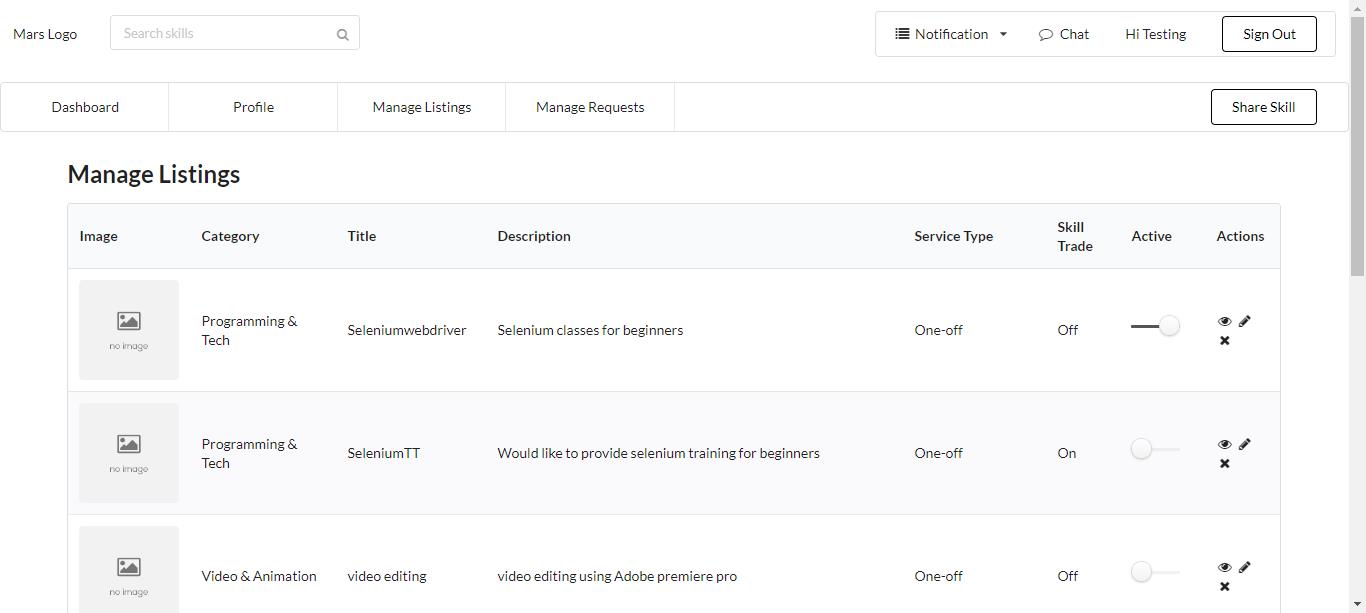 Mars Logo
Search skills
Notification
Chat
Hi Testing
Sign Out
Dashboard
Profile
Manage Listings
Manage Requests
Share Skill
Manage Listings
Image
Category
Title
Description
Service Type
Skill
Trade
Active
Actions
no image
Programming &
Tech
Seleniumwebdriver
Selenium classes for beginners
One-off
Off
no image
Programming &
Tech
SeleniumTT
Would like to provide selenium training for beginners
One-off
On
no image
Video & Animation
video editing
video editing using Adobe premiere pro
One-off
Off